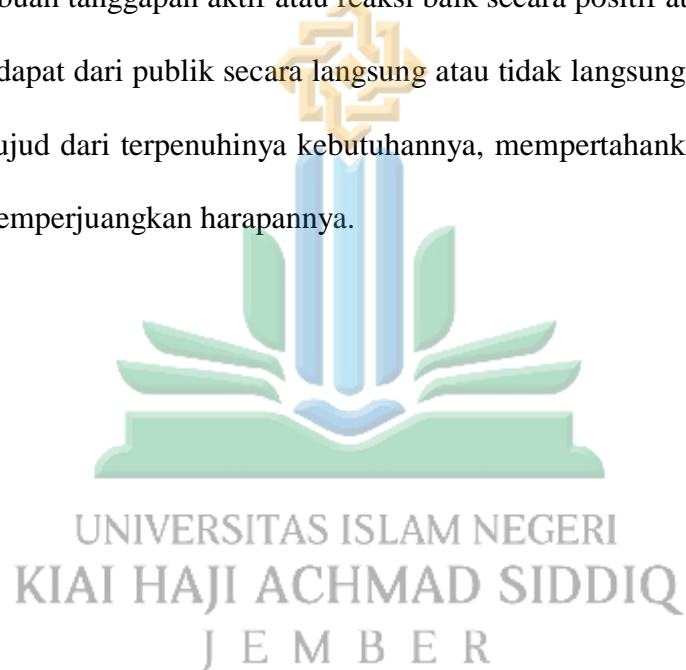 buah tanggapan aktif atau reaksi baik secara positif at
dapat dari publik secara langsung atau tidak langsung
ujud dari terpenuhinya kebutuhannya, mempertahank
emperjuangkan harapannya.
UNIVERSITAS ISLAM NEGERI
KIAI HAJI ACHMAD SIDDIQ
JEMBER